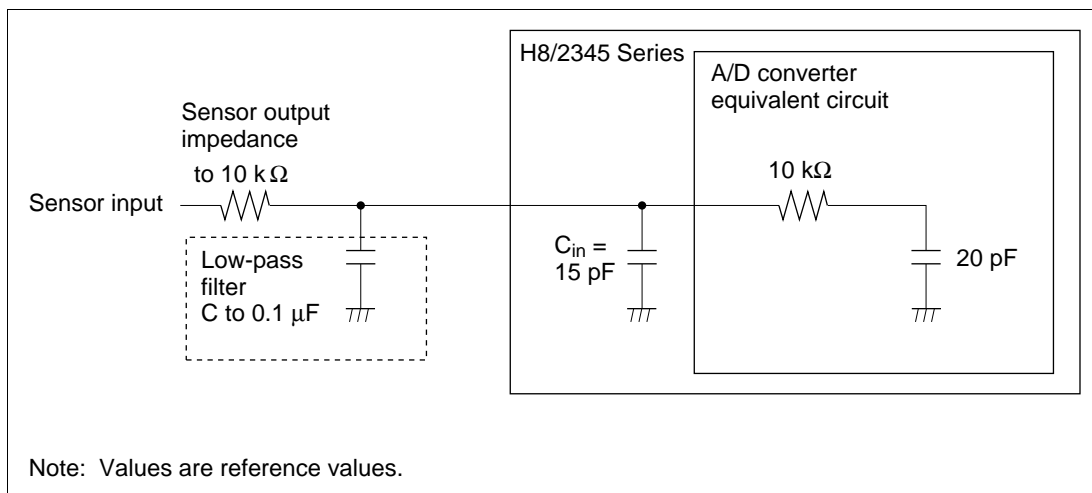 H8/2345 Series
A/D converter
equivalent circuit
Sensor output
impedance
to 10 kΩ
10 kΩ
Sensor input
Low-pass
filter
C to 0.1 μF
Cin =
15 pF
20 pF
Note: Values are reference values.